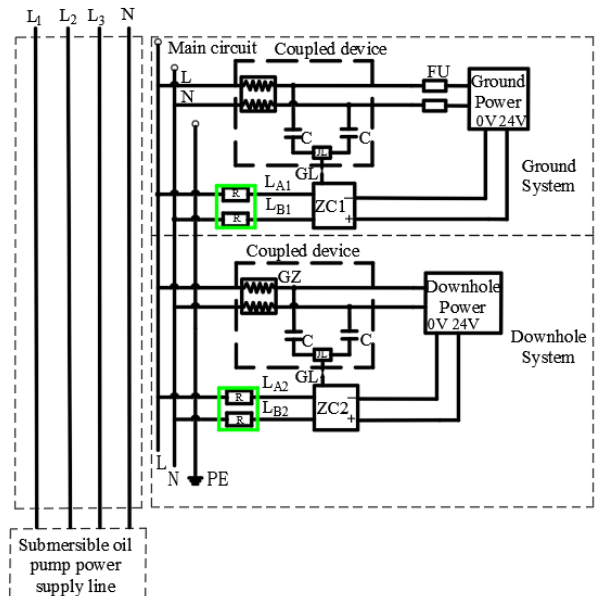 L1 L2 L3 N
Main circuit
Coupled device
L
N
FU
Ground
Power
0V 24V
C
C
JL
GL
LA1
R
LB1
R
ZC1
−
+
Ground
System
Coupled device
GZ
Downhole
Power
0V 24V
C
C
JL
GL
LA2
R
LB2
R
ZC2
−
+
Downhole
System
L
N
PE
Submersible oil
pump power
supply line